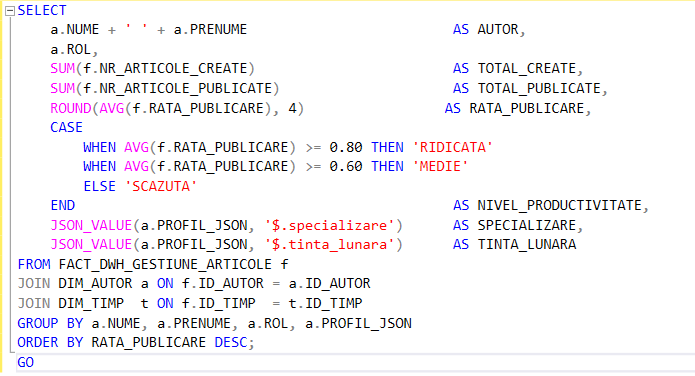 SELECT
a.NUME + ' ' + a.PRENUME AS AUTOR,
a.ROL,
SUM(f.NR_ARTICOLE_CREATE) AS TOTAL_CREATE,
SUM(f.NR_ARTICOLE_PUBLICATE) AS TOTAL_PUBLICATE,
ROUND(AVG(f.RATA_PUBLICARE), 4) AS RATA_PUBLICARE,
CASE
WHEN AVG(f.RATA_PUBLICARE) >= 0.80 THEN 'RIDICATA'
WHEN AVG(f.RATA_PUBLICARE) >= 0.60 THEN 'MEDIE'
ELSE 'SCAZUTA'
END AS NIVEL_PRODUCTIVITATE,
JSON_VALUE(a.PROFIL_JSON, '$.specializare') AS SPECIALIZARE,
JSON_VALUE(a.PROFIL_JSON, '$.tinta_lunara') AS TINTA_LUNARA
FROM FACT_DWH_GESTIUNE_ARTICOLE f
JOIN DIM_AUTOR a ON f.ID_AUTOR = a.ID_AUTOR
JOIN DIM_TIMP t ON f.ID_TIMP = t.ID_TIMP
GROUP BY a.NUME, a.PRENUME, a.ROL, a.PROFIL_JSON
ORDER BY RATA_PUBLICARE DESC;
GO